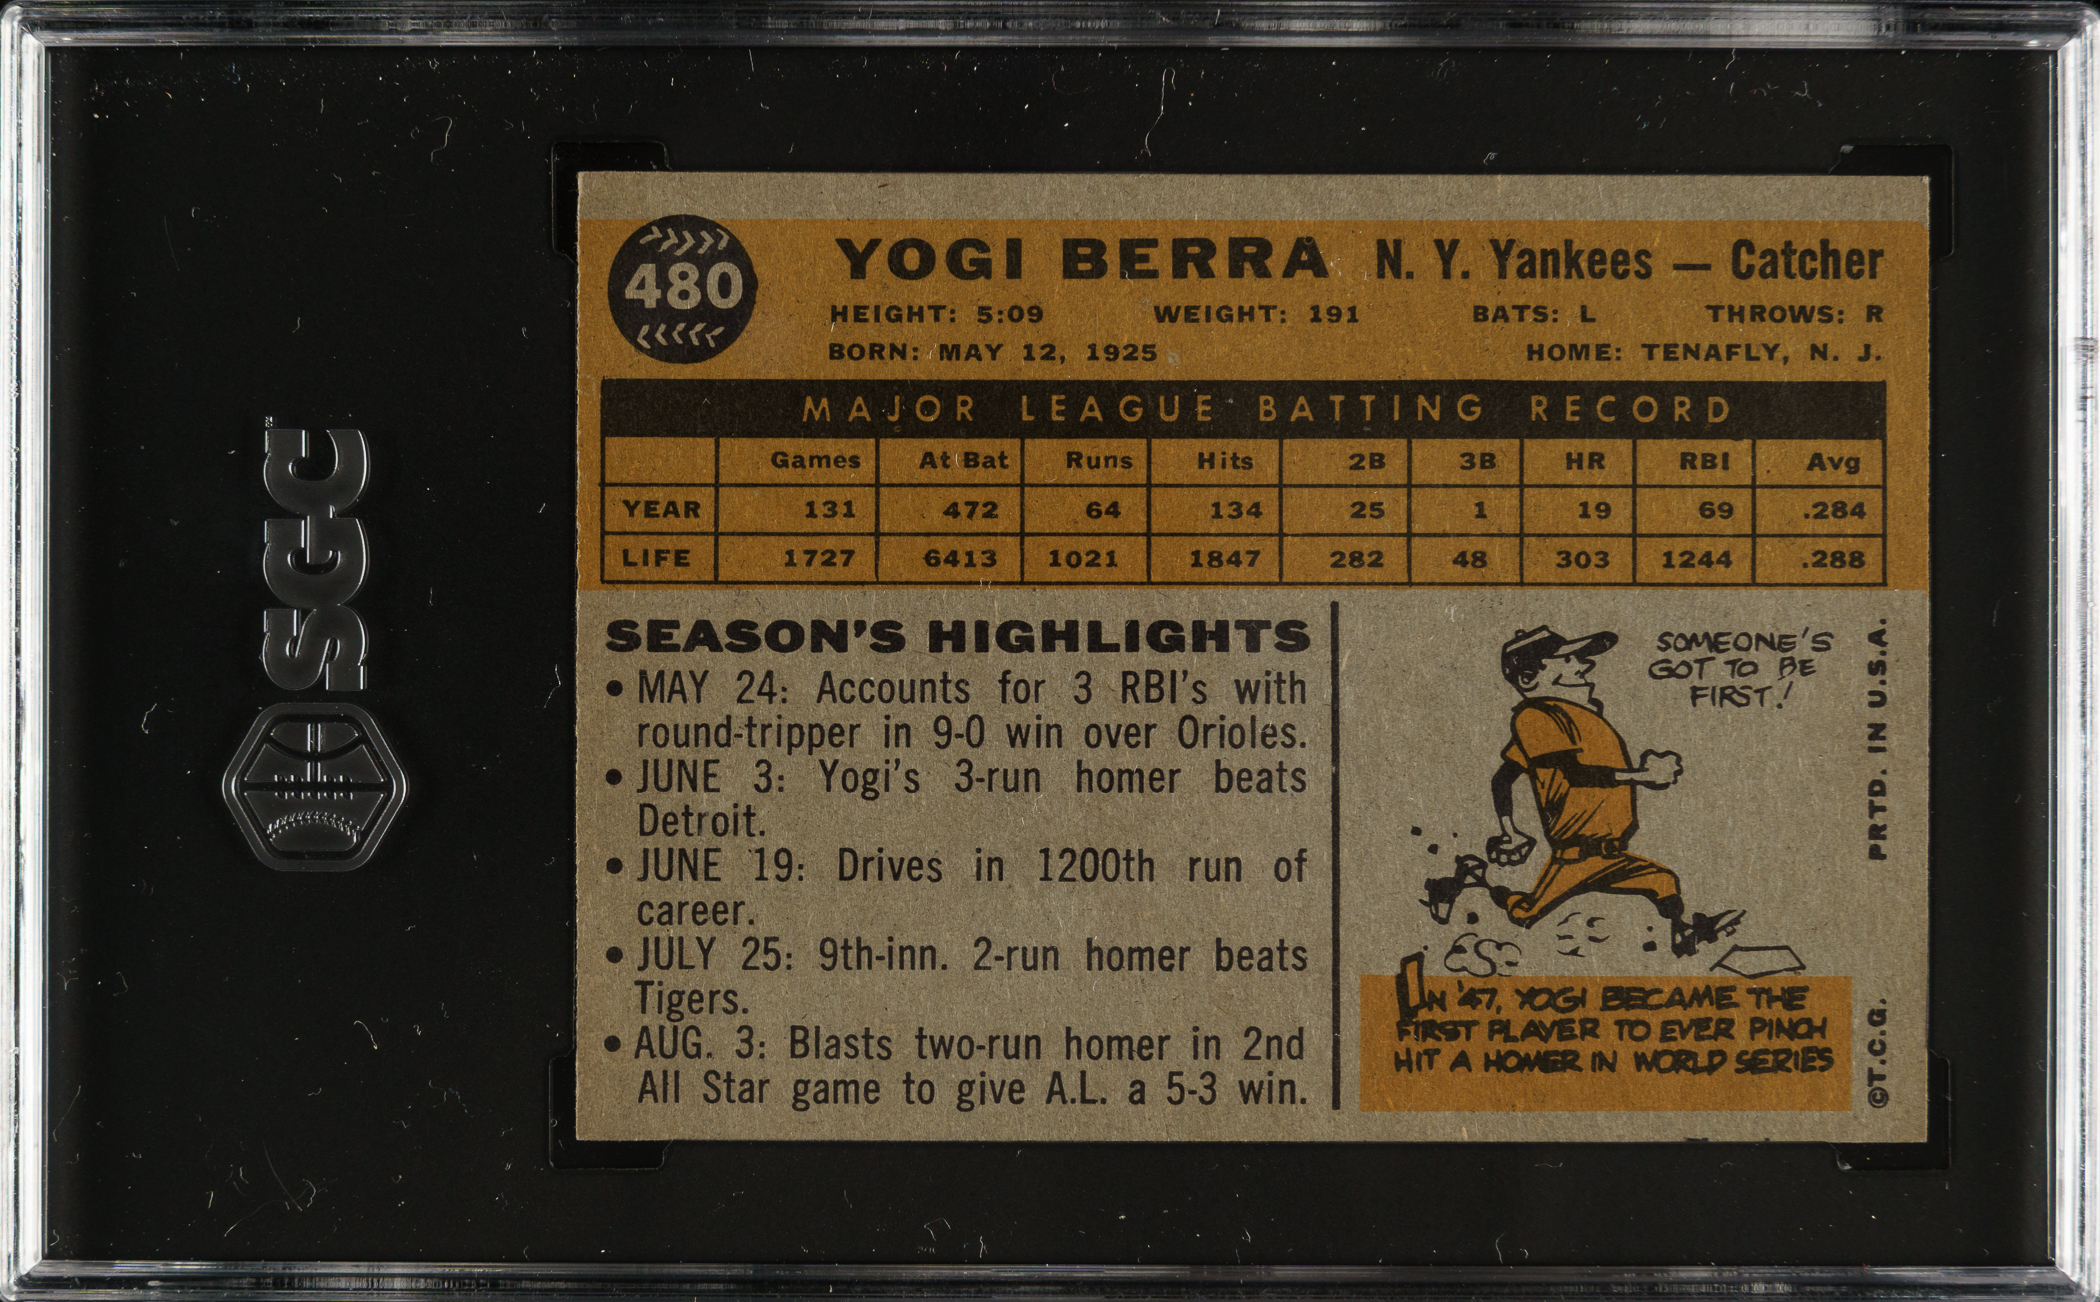 SGC
480
YOGI BERRA N. Y. Yankees — Catcher
HEIGHT: 5:09 WEIGHT: 191 BATS: L THROWS: R
BORN: MAY 12, 1925 HOME: TENAFLY, N. J.
MAJOR LEAGUE BATTING RECORD
Games At Bat Runs Hits 2B 3B HR RBI Avg
YEAR 131 472 64 134 25 1 19 69 .284
LIFE 1727 6413 1021 1847 282 48 303 1244 .288
SEASON'S HIGHLIGHTS
• MAY 24: Accounts for 3 RBI's with
round-tripper in 9-0 win over Orioles.
• JUNE 3: Yogi's 3-run homer beats
Detroit.
• JUNE 19: Drives in 1200th run of
career.
• JULY 25: 9th-inn. 2-run homer beats
Tigers.
• AUG. 3: Blasts two-run homer in 2nd
All Star game to give A.L. a 5-3 win.
SOMEONE'S
GOT TO BE
FIRST!
IN '47, YOGI BECAME THE
FIRST PLAYER TO EVER PINCH
HIT A HOMER IN WORLD SERIES
©T.C.G. PRTD. IN U.S.A.